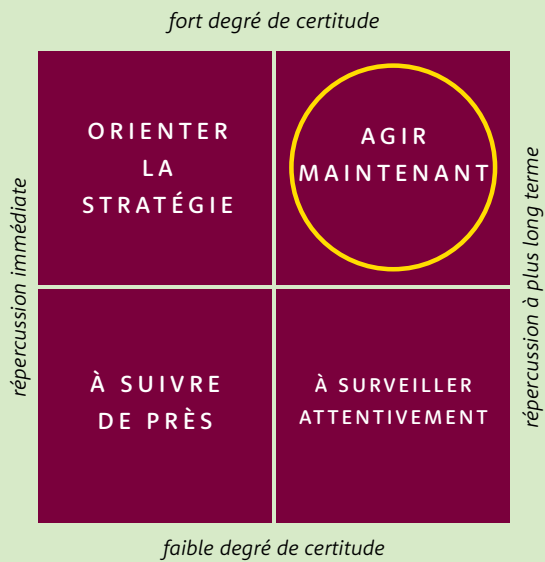 fort degré de certitude
ORIENTER
LA
STRATÉGIE
AGIR
MAINTENANT
répercussion immédiate
répercussion à plus long terme
À SUIVRE
DE PRÈS
À SURVEILLER
ATTENTIVEMENT
faible degré de certitude